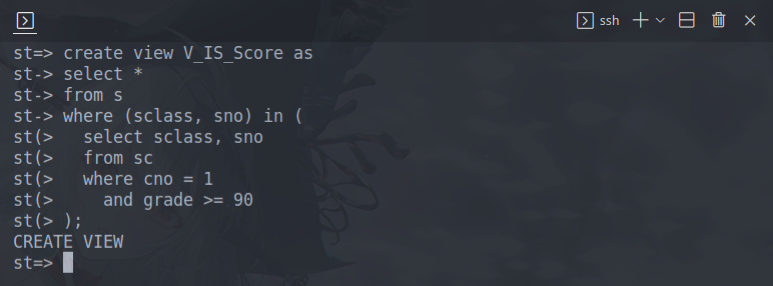 ssh
st=> create view V_IS_Score as
st-> select *
st-> from s
st-> where (sclass, sno) in (
st(>   select sclass, sno
st(>   from sc
st(>   where cno = 1
st(>     and grade >= 90
st(> );
CREATE VIEW
st=>